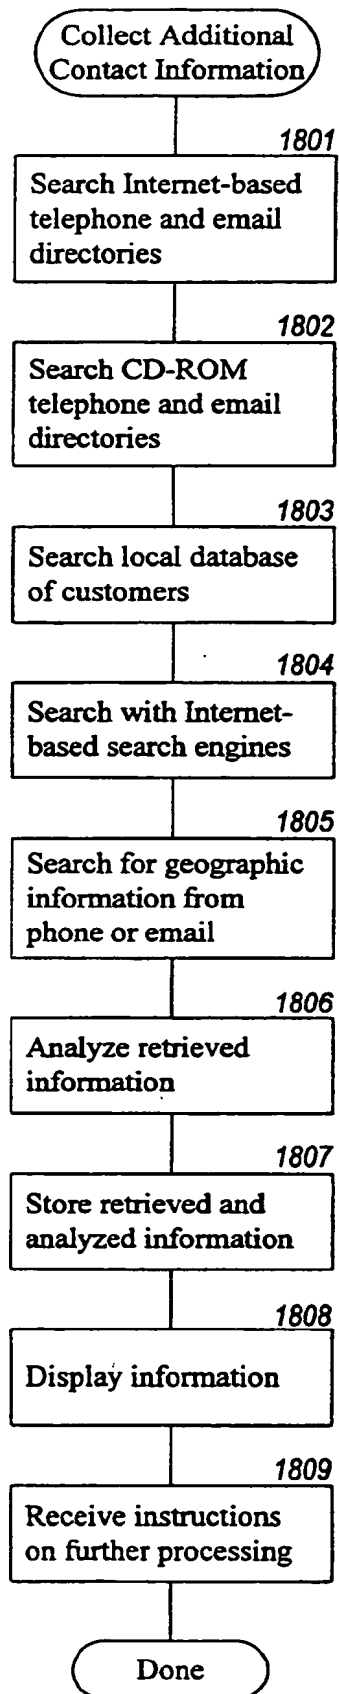 Collect Additional
Contact Information
1801
Search Internet-based
telephone and email
directories
1802
Search CD-ROM
telephone and email
directories
1803
Search local database
of customers
1804
Search with Internet-
based search engines
1805
Search for geographic
information from
phone or email
1806
Analyze retrieved
information
1807
Store retrieved and
analyzed information
1808
Display information
1809
Receive instructions
on further processing
Done